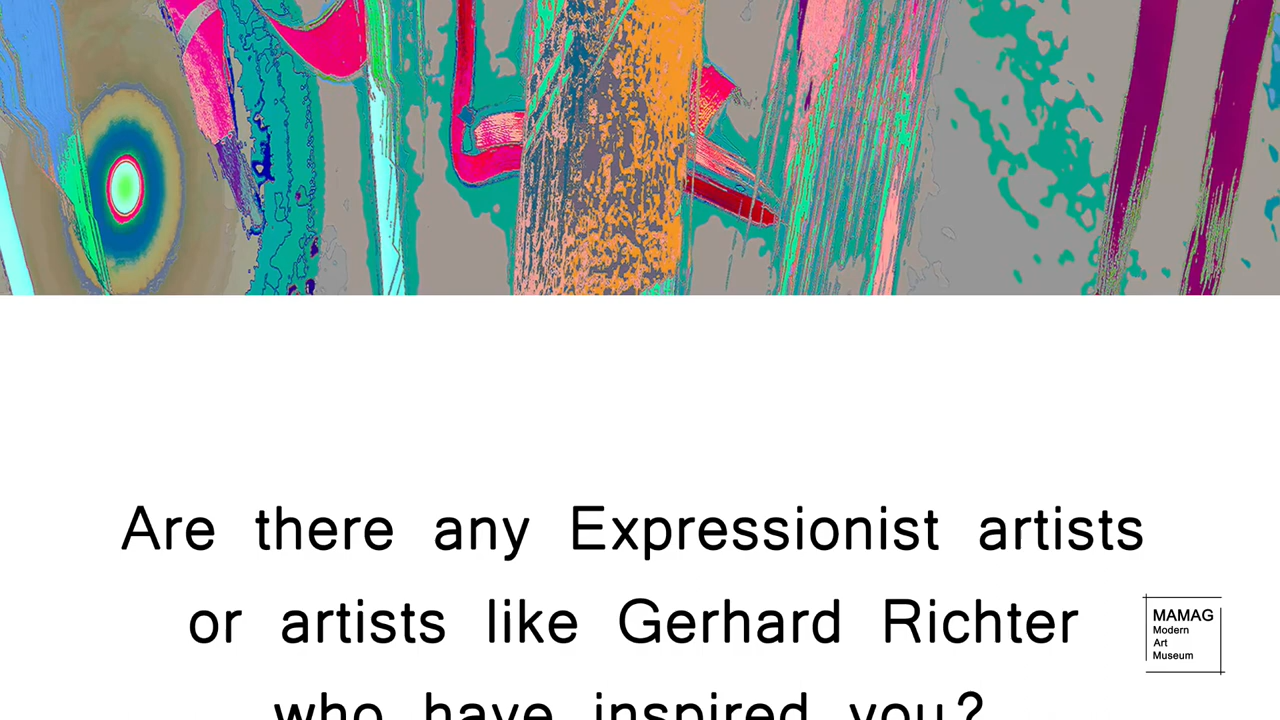 Are there any Expressionist artists
or artists like Gerhard Richter
who have inspired you?
MAMAG
Modern
Art
Museum